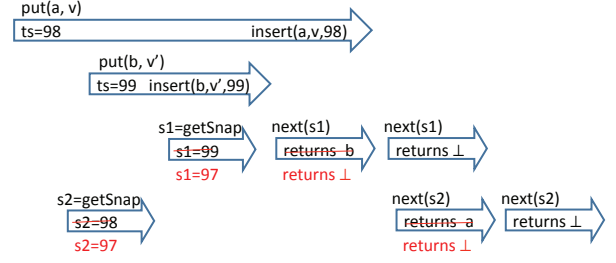 put(a, v)
ts=98 insert(a,v,98)
put(b, v’)
ts=99 insert(b,v’,99)
s1=getSnap next(s1) next(s1)
s1=99 returns b returns ⊥
s1=97 returns ⊥
s2=getSnap next(s2) next(s2)
s2=98 returns a returns ⊥
s2=97 returns ⊥